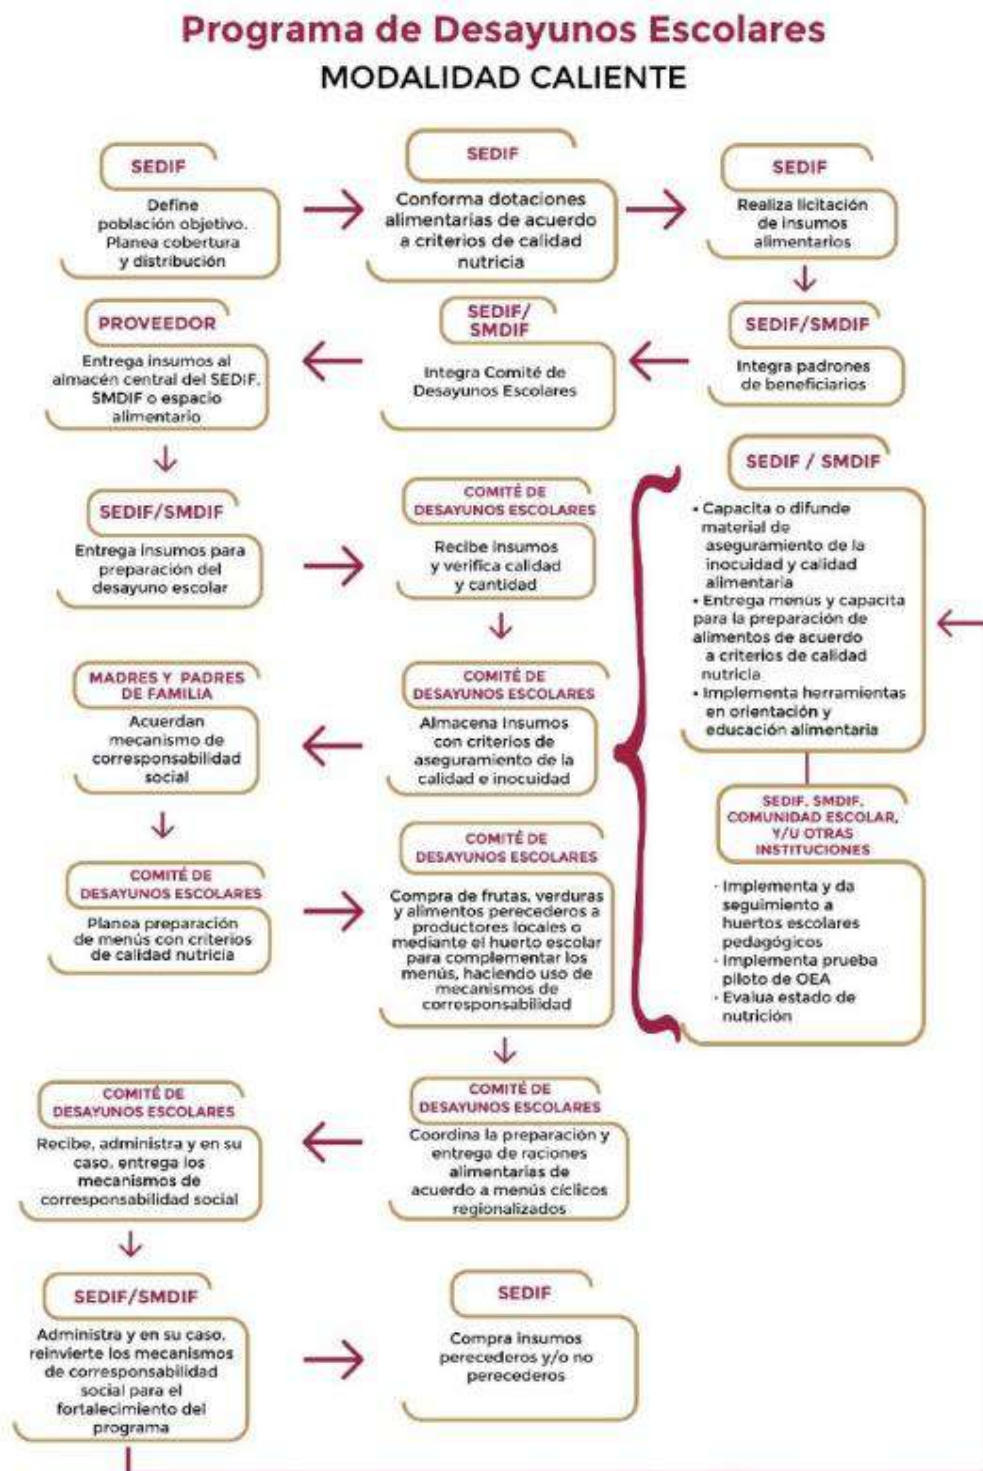 Programa de Desayunos Escolares
MODALIDAD CALIENTE
SEDIF
Define
población objetivo.
Planea cobertura
y distribución
SEDIF
Conforma dotaciones
alimentarias de acuerdo
a criterios de calidad
nutricia
SEDIF
Realiza licitación
de insumos
alimentarios
SEDIF/SMDIF
Integra padrones
de beneficiarios
SEDIF/
SMDIF
Integra Comité de
Desayunos Escolares
PROVEEDOR
Entrega insumos al
almacén central del SEDIF,
SMDIF o espacio
alimentario
SEDIF/SMDIF
Entrega insumos para
preparación del
desayuno escolar
COMITÉ DE
DESAYUNOS ESCOLARES
Recibe insumos
y verifica calidad
y cantidad
COMITÉ DE
DESAYUNOS ESCOLARES
Almacena Insumos
con criterios de
aseguramiento de la
calidad e inocuidad
MADRES Y PADRES
DE FAMILIA
Acuerdan
mecanismo de
corresponsabilidad
social
COMITÉ DE
DESAYUNOS ESCOLARES
Planea preparación
de menús con criterios
de calidad nutricia
COMITÉ DE
DESAYUNOS ESCOLARES
Compra de frutas, verduras
y alimentos perecederos a
productores locales o
mediante el huerto escolar
para complementar los
menús, haciendo uso de
mecanismos de
corresponsabilidad
SEDIF / SMDIF
• Capacita o difunde
material de
aseguramiento de la
inocuidad y calidad
alimentaria
• Entrega menús y capacita
para la preparación de
alimentos de acuerdo
a criterios de calidad
nutricia
• Implementa herramientas
en orientación y
educación alimentaria
SEDIF, SMDIF,
COMUNIDAD ESCOLAR,
Y/U OTRAS
INSTITUCIONES
· Implementa y da
seguimiento a
huertos escolares
pedagógicos
· Implementa prueba
piloto de OEA
· Evalua estado de
nutrición
COMITÉ DE
DESAYUNOS ESCOLARES
Coordina la preparación y
entrega de raciones
alimentarias de
acuerdo a menús cíclicos
regionalizados
COMITÉ DE
DESAYUNOS ESCOLARES
Recibe, administra y en su
caso, entrega los
mecanismos de
corresponsabilidad social
SEDIF/SMDIF
Administra y en su caso,
reinvierte los mecanismos
de corresponsabilidad
social para el
fortalecimiento del
programa
SEDIF
Compra insumos
perecederos y/o no
perecederos